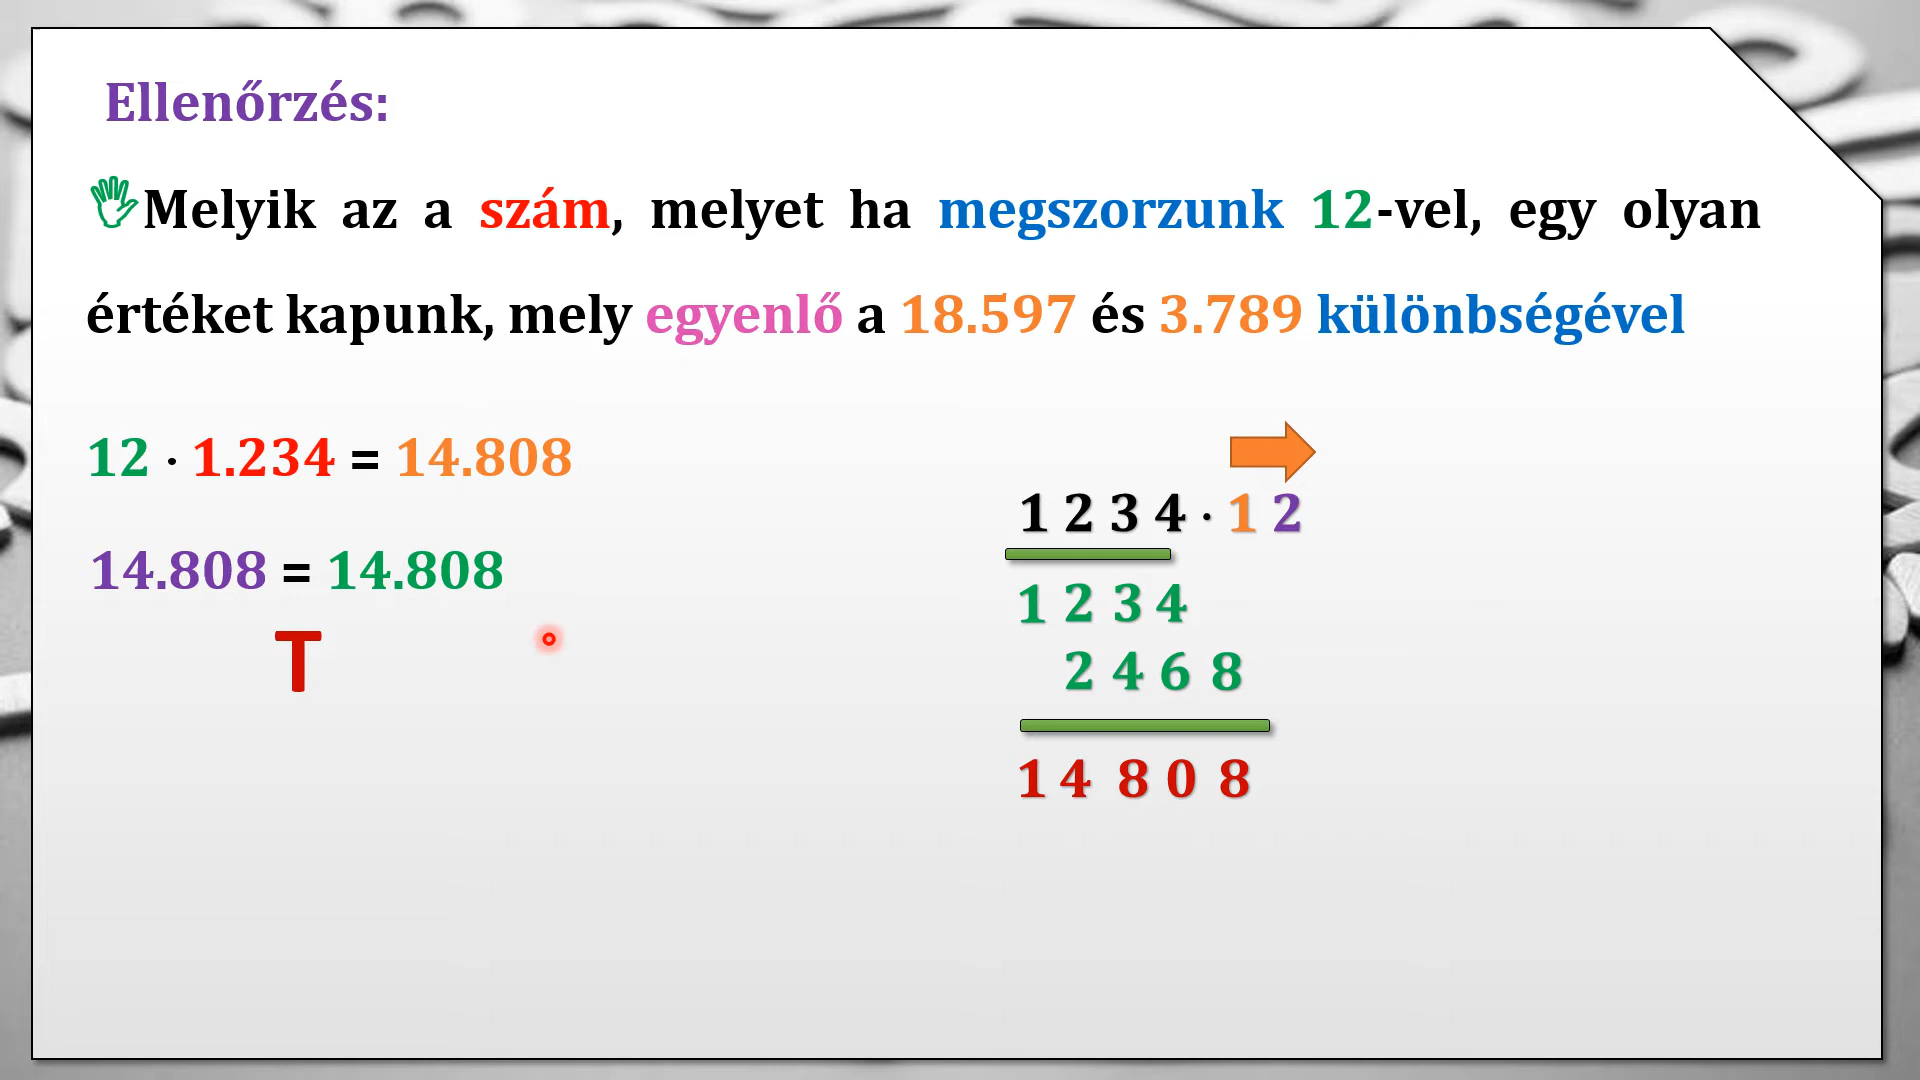 Ellenőrzés:
Melyik az a szám, melyet ha megszorzunk 12-vel, egy olyan
értéket kapunk, mely egyenlő a 18.597 és 3.789 különbségével
12 · 1.234 = 14.808
14.808 = 14.808
T
1 2 3 4 · 1 2
1 2 3 4
2 4 6 8
1 4 8 0 8